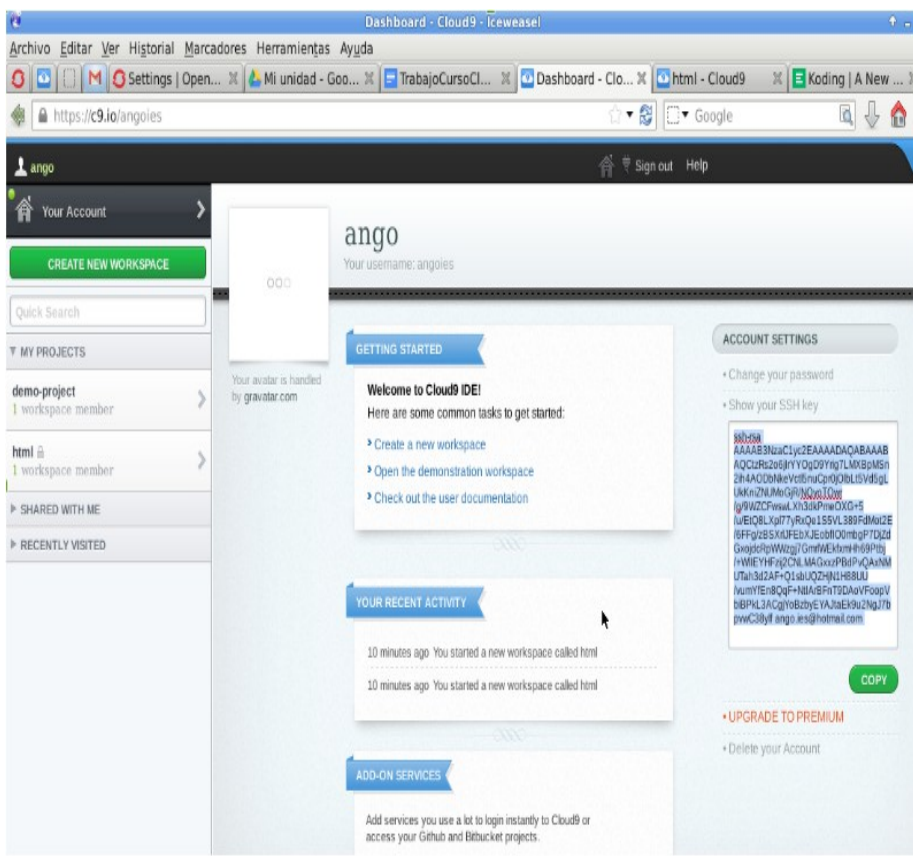 Dashboard - Cloud9 - Iceweasel
Archivo Editar Ver Historial Marcadores Herramientas Ayuda
Settings | Open... Mi unidad - Goo... TrabajoCursoCl... Dashboard - Clo... html - Cloud9 Koding | A New ...
https://c9.io/angoies
Google
ango
Sign out Help
Your Account
CREATE NEW WORKSPACE
Quick Search
MY PROJECTS
demo-project
1 workspace member
html
1 workspace member
SHARED WITH ME
RECENTLY VISITED
ango
Your username: angoies
Your avatar is handled
by gravatar.com
GETTING STARTED
Welcome to Cloud9 IDE!
Here are some common tasks to get started:
Create a new workspace
Open the demonstration workspace
Check out the user documentation
YOUR RECENT ACTIVITY
10 minutes ago You started a new workspace called html
10 minutes ago You started a new workspace called html
ADD-ON SERVICES
Add services you use a lot to login instantly to Cloud9 or
access your Github and Bitbucket projects.
ACCOUNT SETTINGS
• Change your password
• Show your SSH key
ssh-rsa
ango.ies@hotmail.com
COPY
• UPGRADE TO PREMIUM
• Delete your Account